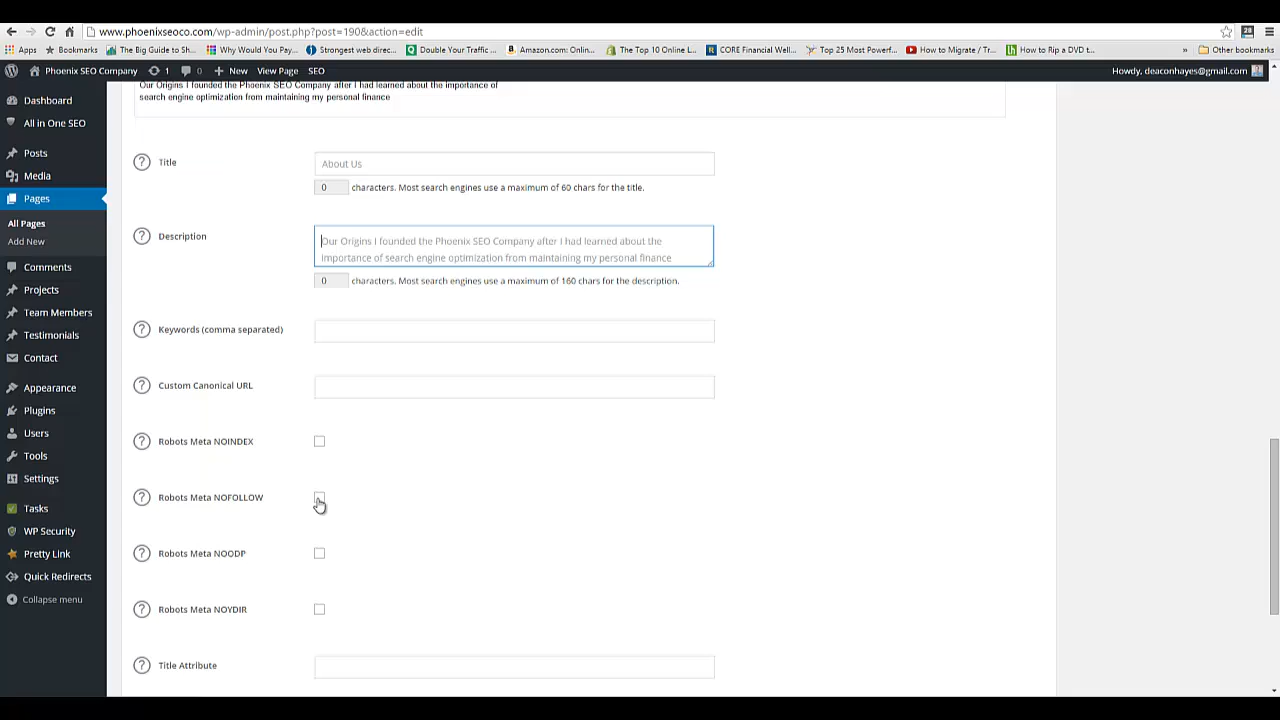 www.phoenixseoco.com/wp-admin/post.php?post=190&action=edit
Apps Bookmarks The Big Guide to Sh... Why Would You Pay... Strongest web direc... Double Your Traffic ... Amazon.com: Onlin... The Top 10 Online L... CORE Financial Well... Top 25 Most Powerf... How to Migrate / Tr... How to Rip a DVD t... » Other bookmarks
Phoenix SEO Company 1 0 + New View Page SEO Howdy, deaconhayes@gmail.com
Our Origins I founded the Phoenix SEO Company after I had learned about the importance of
search engine optimization from maintaining my personal finance
Dashboard
All in One SEO
Posts
Media
Pages
All Pages
Add New
Comments
Projects
Team Members
Testimonials
Contact
Appearance
Plugins
Users
Tools
Settings
Tasks
WP Security
Pretty Link
Quick Redirects
Collapse menu
? Title About Us
0 characters. Most search engines use a maximum of 60 chars for the title.
? Description Our Origins I founded the Phoenix SEO Company after I had learned about the
importance of search engine optimization from maintaining my personal finance
0 characters. Most search engines use a maximum of 160 chars for the description.
? Keywords (comma separated)
? Custom Canonical URL
? Robots Meta NOINDEX
? Robots Meta NOFOLLOW
? Robots Meta NOODP
? Robots Meta NOYDIR
? Title Attribute